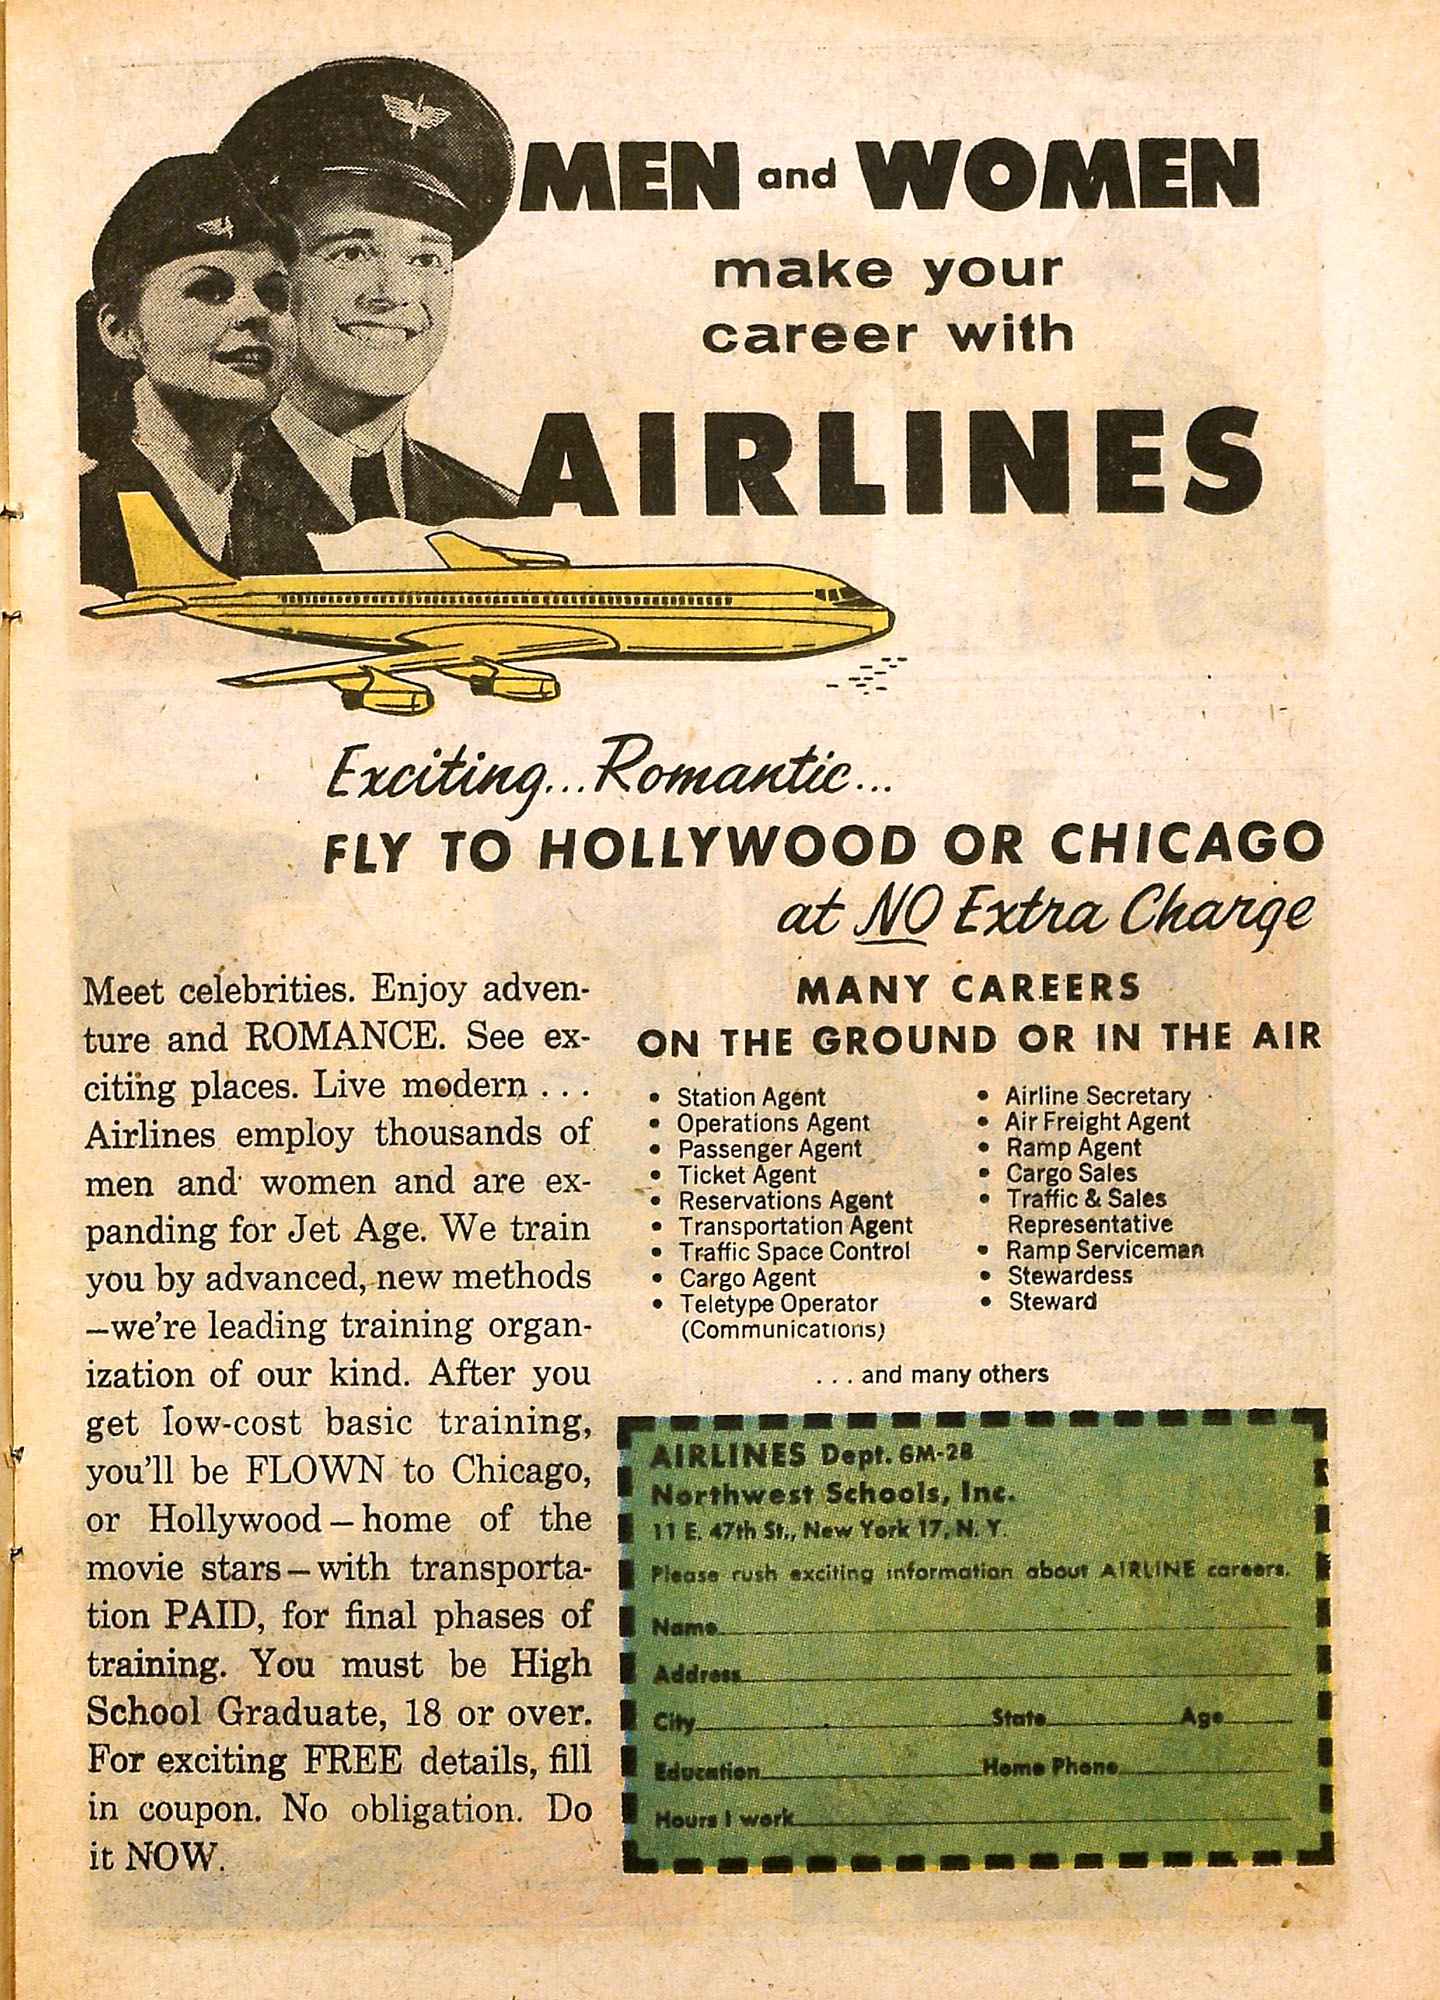 MEN and WOMEN
make your
career with
AIRLINES
Exciting...Romantic...
FLY TO HOLLYWOOD OR CHICAGO
at NO Extra Charge
Meet celebrities. Enjoy adven-
ture and ROMANCE. See ex-
citing places. Live modern . . .
Airlines employ thousands of
men and women and are ex-
panding for Jet Age. We train
you by advanced, new methods
—we're leading training organ-
ization of our kind. After you
get low-cost basic training,
you'll be FLOWN to Chicago,
or Hollywood — home of the
movie stars — with transporta-
tion PAID, for final phases of
training. You must be High
School Graduate, 18 or over.
For exciting FREE details, fill
in coupon. No obligation. Do
it NOW.
MANY CAREERS
ON THE GROUND OR IN THE AIR
• Station Agent
• Operations Agent
• Passenger Agent
• Ticket Agent
• Reservations Agent
• Transportation Agent
• Traffic Space Control
• Cargo Agent
• Teletype Operator
(Communications)
• Airline Secretary
• Air Freight Agent
• Ramp Agent
• Cargo Sales
• Traffic & Sales
Representative
• Ramp Serviceman
• Stewardess
• Steward
. . . and many others
AIRLINES Dept. GM-28
Northwest Schools, Inc.
11 E. 47th St., New York 17, N. Y.
Please rush exciting information about AIRLINE careers.
Name
Address
City State Age
Education Home Phone
Hours I work